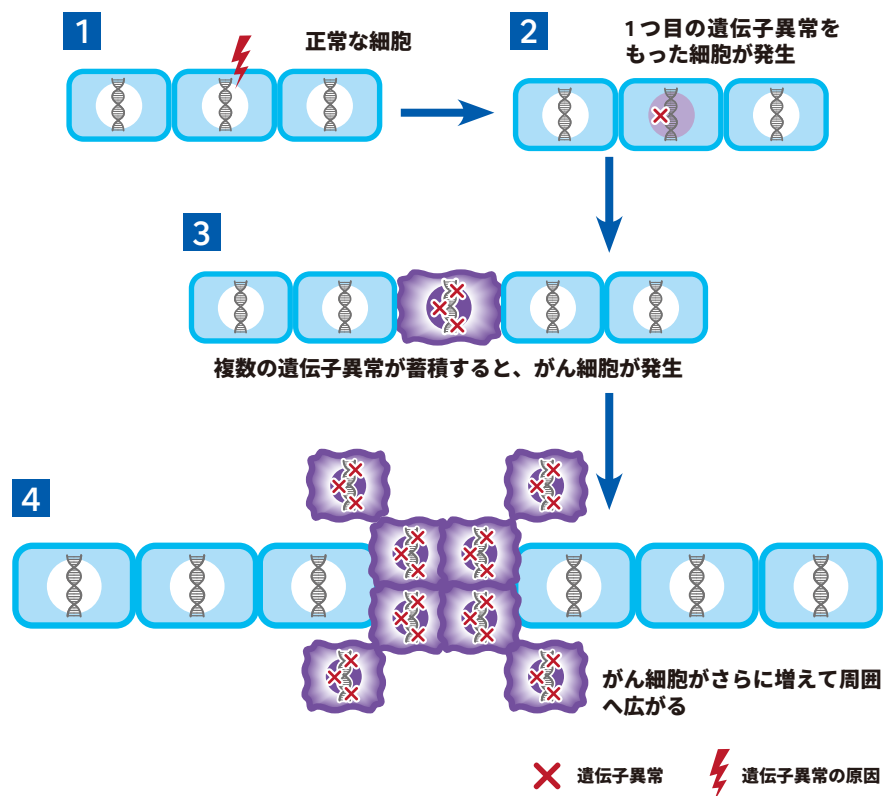 1
正常な細胞
2
1つ目の遺伝子異常を
もった細胞が発生
3
複数の遺伝子異常が蓄積すると、がん細胞が発生
4
がん細胞がさらに増えて周囲
へ広がる
遺伝子異常
遺伝子異常の原因